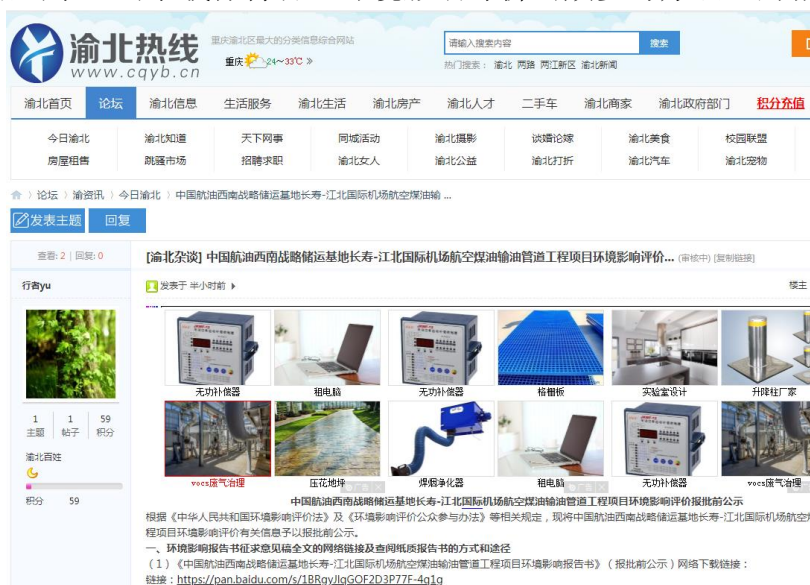 渝北热线
www.cqyb.cn
重庆渝北区最大的分类信息综合网站
重庆 24~33℃ »
请输入搜索内容
搜索
热门搜索: 渝北 两路 两江新区 渝北新闻
渝北首页 论坛 渝北信息 生活服务 渝北生活 渝北房产 渝北人才 二手车 渝北商家 渝北政府部门 积分充值
今日渝北 渝北知道 天下网事 同城活动 渝北摄影 谈婚论嫁 渝北美食 校园联盟
房屋租售 跳骚市场 招聘求职 渝北女人 渝北公益 渝北打折 渝北汽车 渝北宠物
论坛 › 渝资讯 › 今日渝北 › 中国航油西南战略储运基地长寿-江北国际机场航空煤油输 ...
发表主题 回复
查看: 2 | 回复: 0
[渝北杂谈] 中国航油西南战略储运基地长寿-江北国际机场航空煤油输油管道工程项目环境影响评价... (审核中) [复制链接]
行者yu
发表于 半小时前
楼主
无功补偿器 租电脑 无功补偿器 格栅板 实验室设计 升降柱厂家
vocs废气治理 压花地坪 焊烟净化器 租电脑 无功补偿器 vocs废气治理
1 1 59
主题 帖子 积分
渝北百姓
积分 59
中国航油西南战略储运基地长寿-江北国际机场航空煤油输油管道工程项目环境影响评价报批前公示
根据《中华人民共和国环境影响评价法》及《环境影响评价公众参与办法》等相关规定，现将中国航油西南战略储运基地长寿-江北国际机场航空
程项目环境影响评价有关信息予以报批前公示。
一、环境影响报告书征求意见稿全文的网络链接及查阅纸质报告书的方式和途径
（1）《中国航油西南战略储运基地长寿-江北国际机场航空煤油输油管道工程项目环境影响报告书》（报批前公示）网络下载链接：
链接：https://pan.baidu.com/s/1BRgyJIqGOF2D3P77F-4q1g